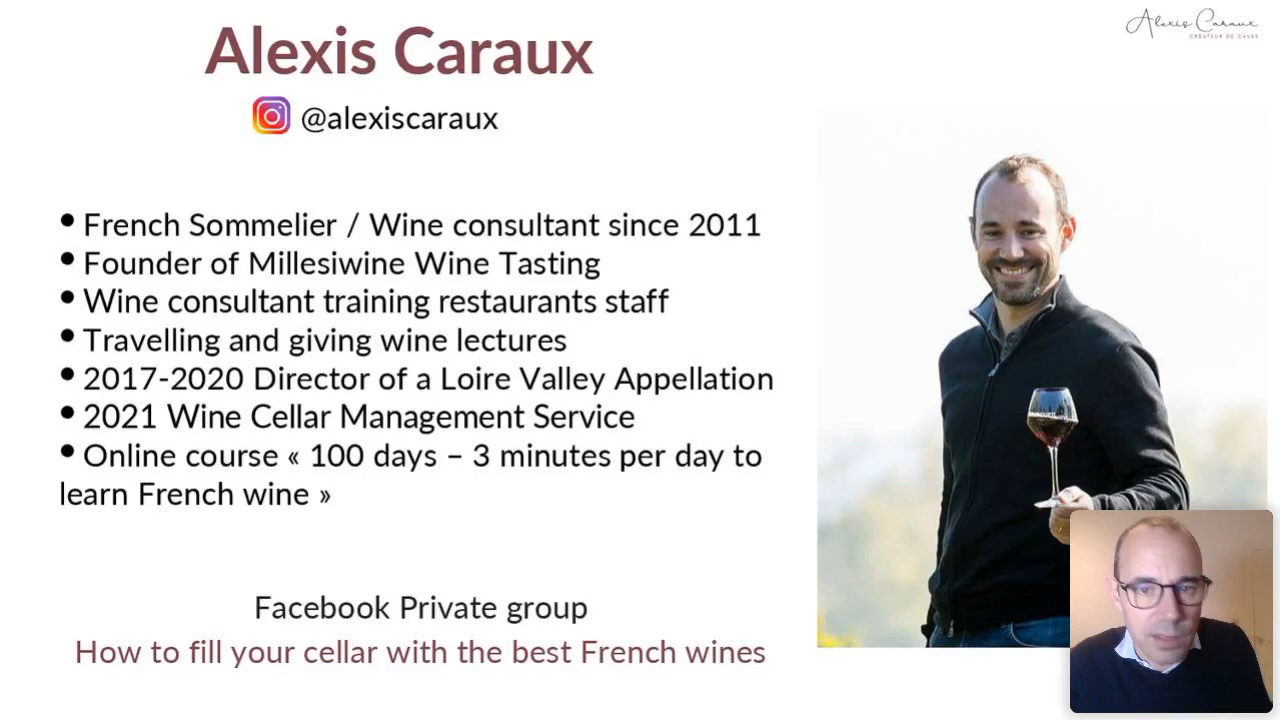 Alexis Caraux
CRÉATEUR DE CAVES
Alexis Caraux
@alexiscaraux
• French Sommelier / Wine consultant since 2011
• Founder of Millesiwine Wine Tasting
• Wine consultant training restaurants staff
• Travelling and giving wine lectures
• 2017-2020 Director of a Loire Valley Appellation
• 2021 Wine Cellar Management Service
• Online course « 100 days – 3 minutes per day to
learn French wine »
Facebook Private group
How to fill your cellar with the best French wines